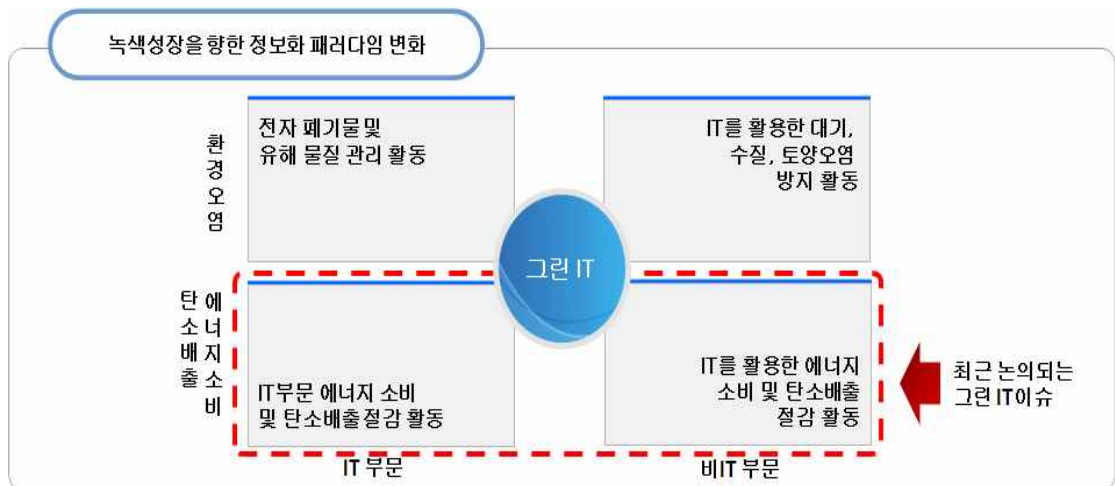 녹색성장을 향한 정보화 패러다임 변화
환경오염
전자 폐기물 및
유해 물질 관리 활동
IT를 활용한 대기,
수질, 토양오염
방지 활동
그린 IT
에너지소비
탄소배출
IT부문 에너지 소비
및 탄소배출 절감 활동
IT를 활용한 에너지
소비 및 탄소배출
절감 활동
최근 논의되는
그린 IT이슈
IT 부문
비IT 부문